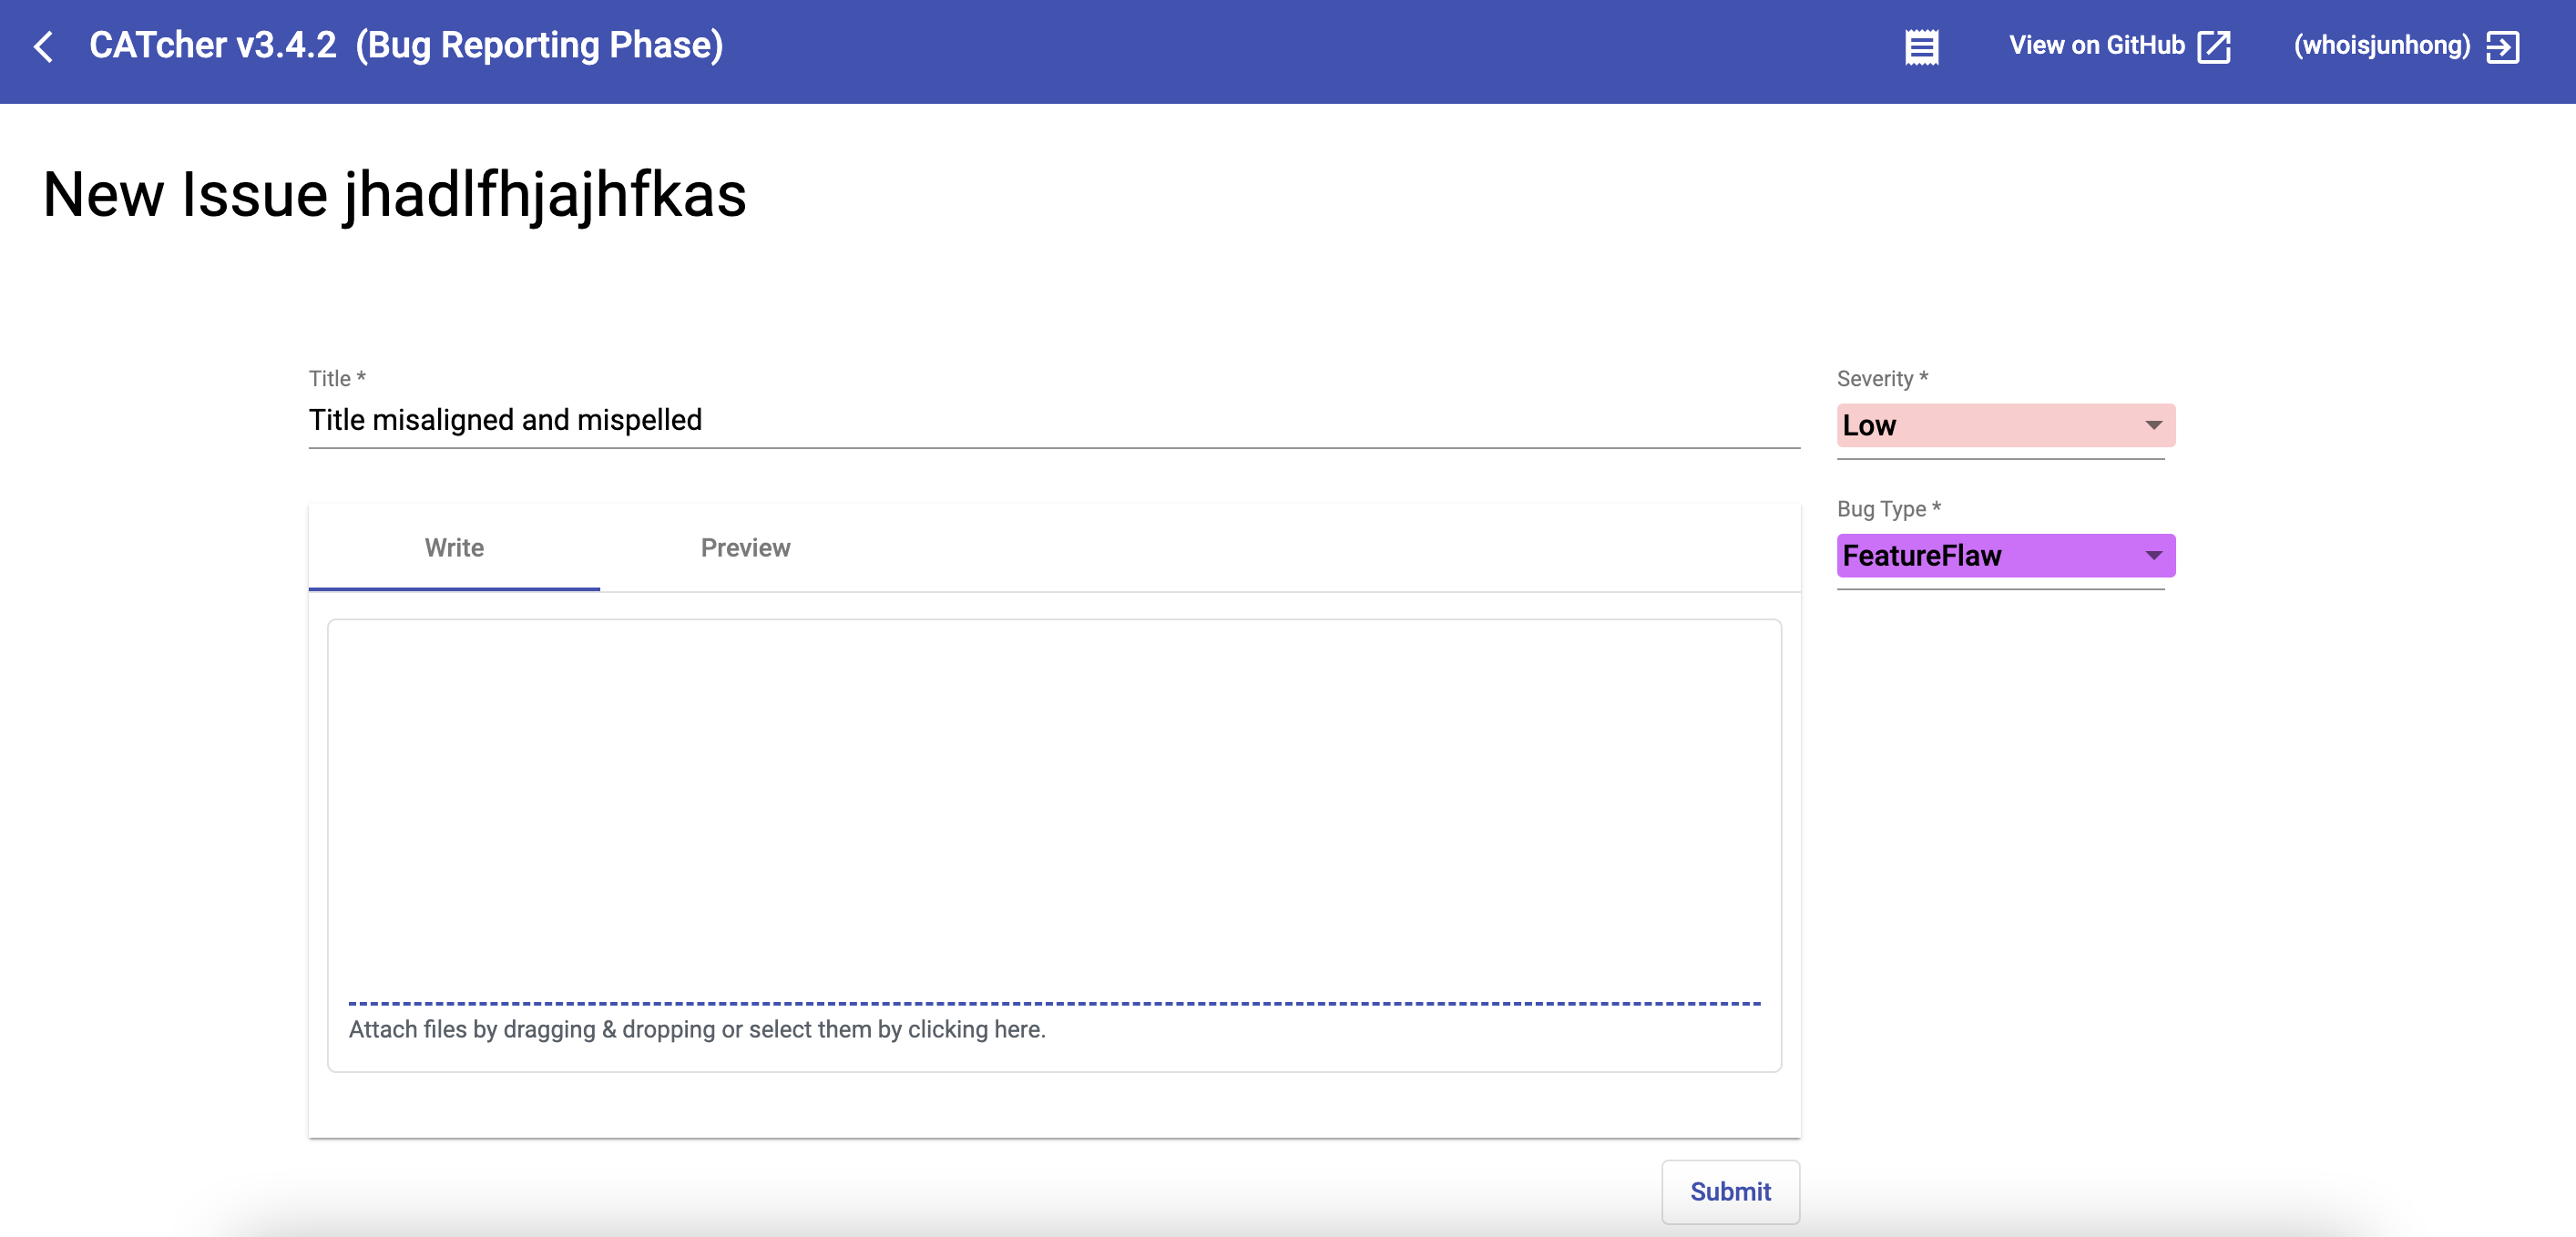 CATcher v3.4.2 (Bug Reporting Phase)
View on GitHub
(whoisjunhong)
New Issue jhadlfhjajhfkas
Title *
Title misaligned and mispelled
Severity *
Low
Bug Type *
FeatureFlaw
Write
Preview
Attach files by dragging & dropping or select them by clicking here.
Submit